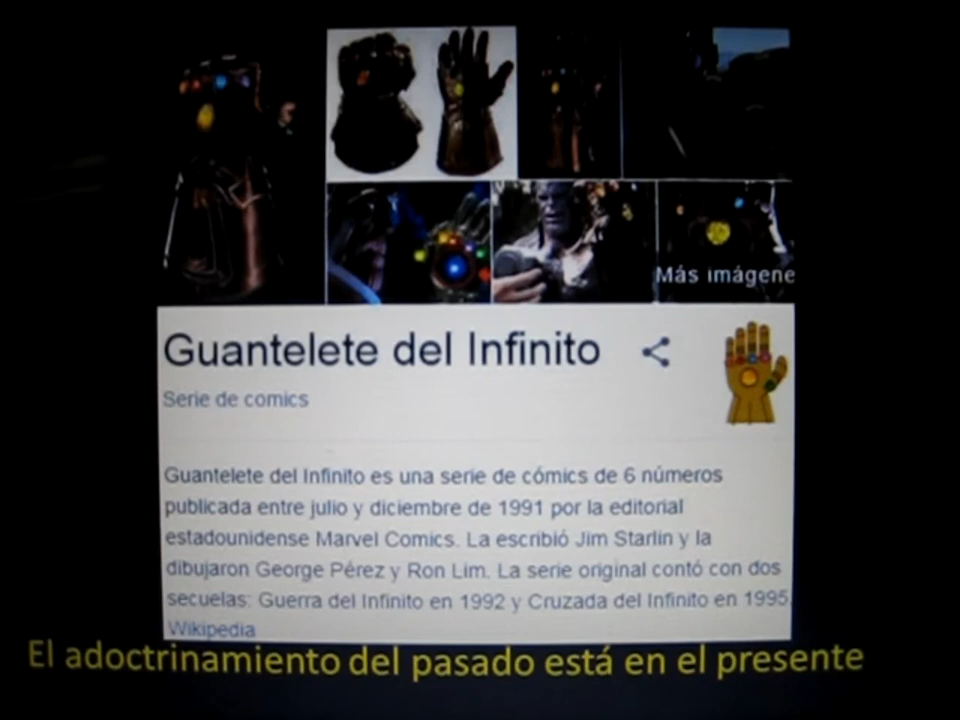 Más imágene
Guantelete del Infinito
Serie de comics
Guantelete del Infinito es una serie de cómics de 6 números
publicada entre julio y diciembre de 1991 por la editorial
estadounidense Marvel Comics. La escribió Jim Starlin y la
dibujaron George Pérez y Ron Lim. La serie original contó con dos
secuelas: Guerra del Infinito en 1992 y Cruzada del Infinito en 1995.
Wikipedia
El adoctrinamiento del pasado está en el presente